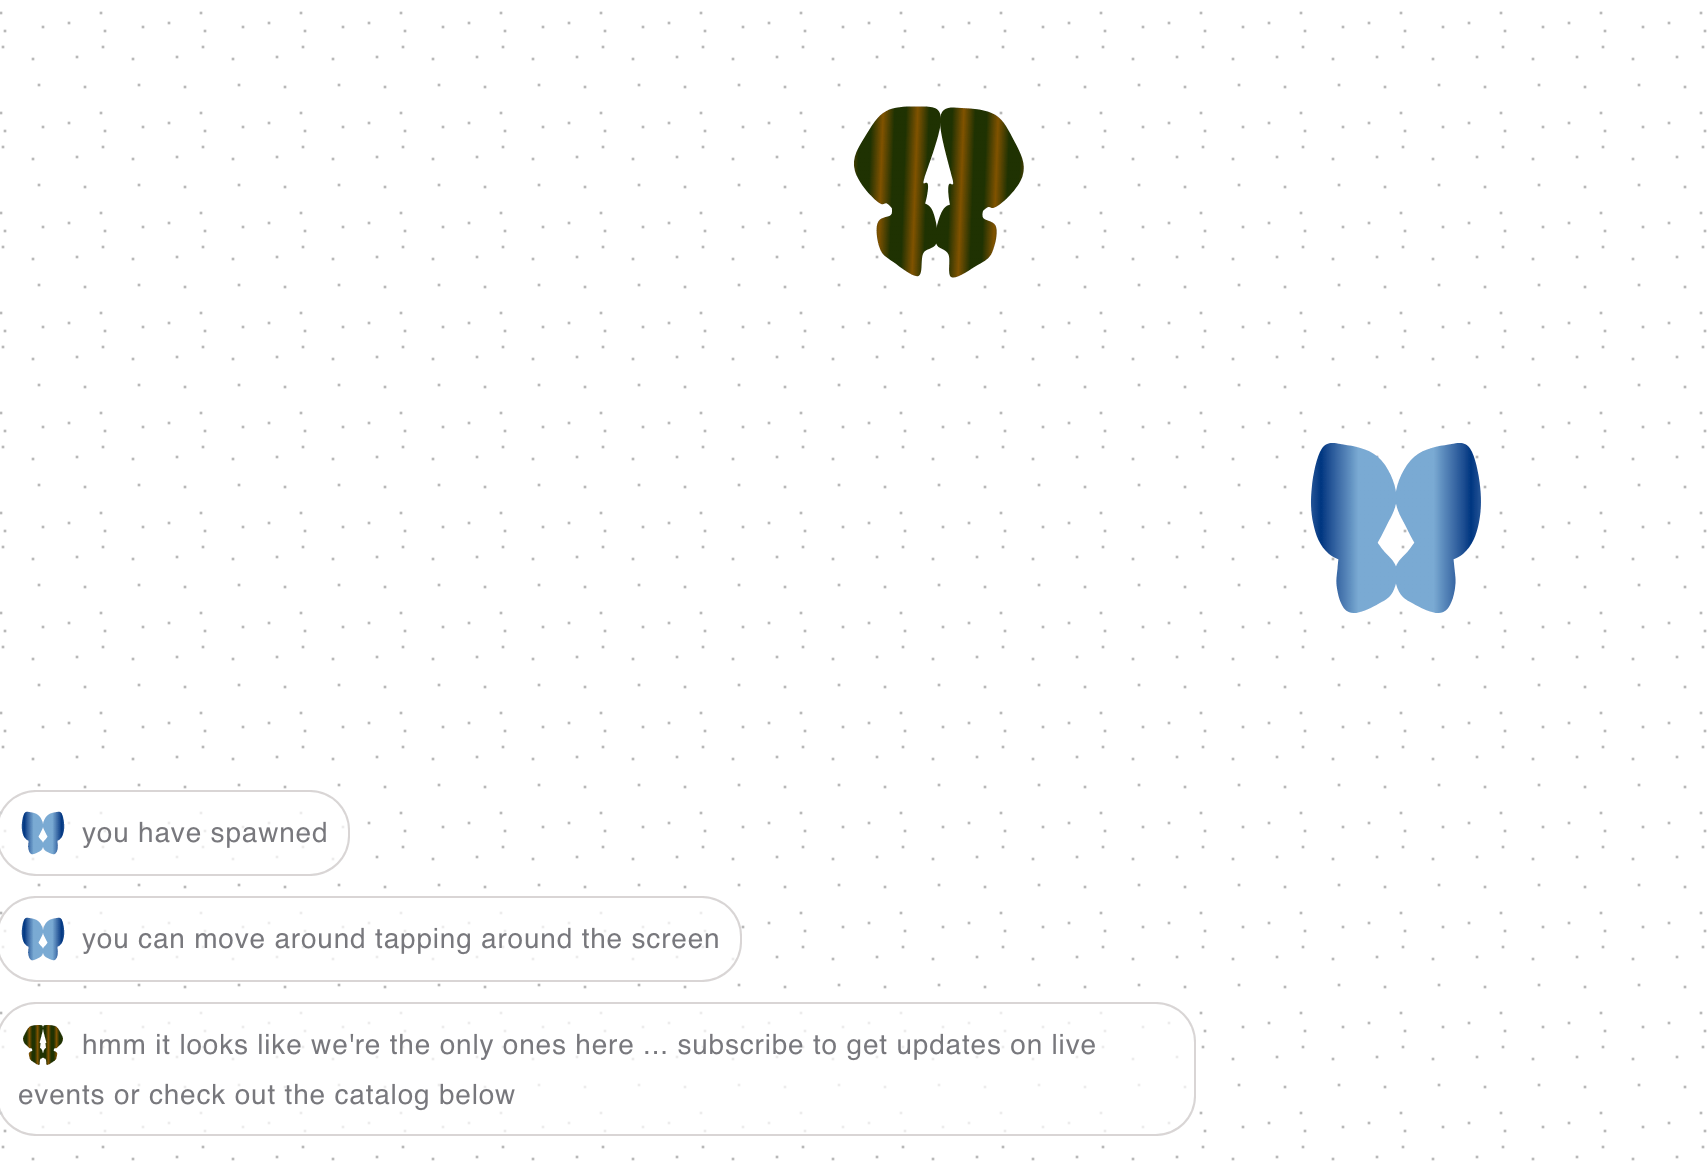 you have spawned
you can move around tapping around the screen
hmm it looks like we're the only ones here ... subscribe to get updates on live
events or check out the catalog below